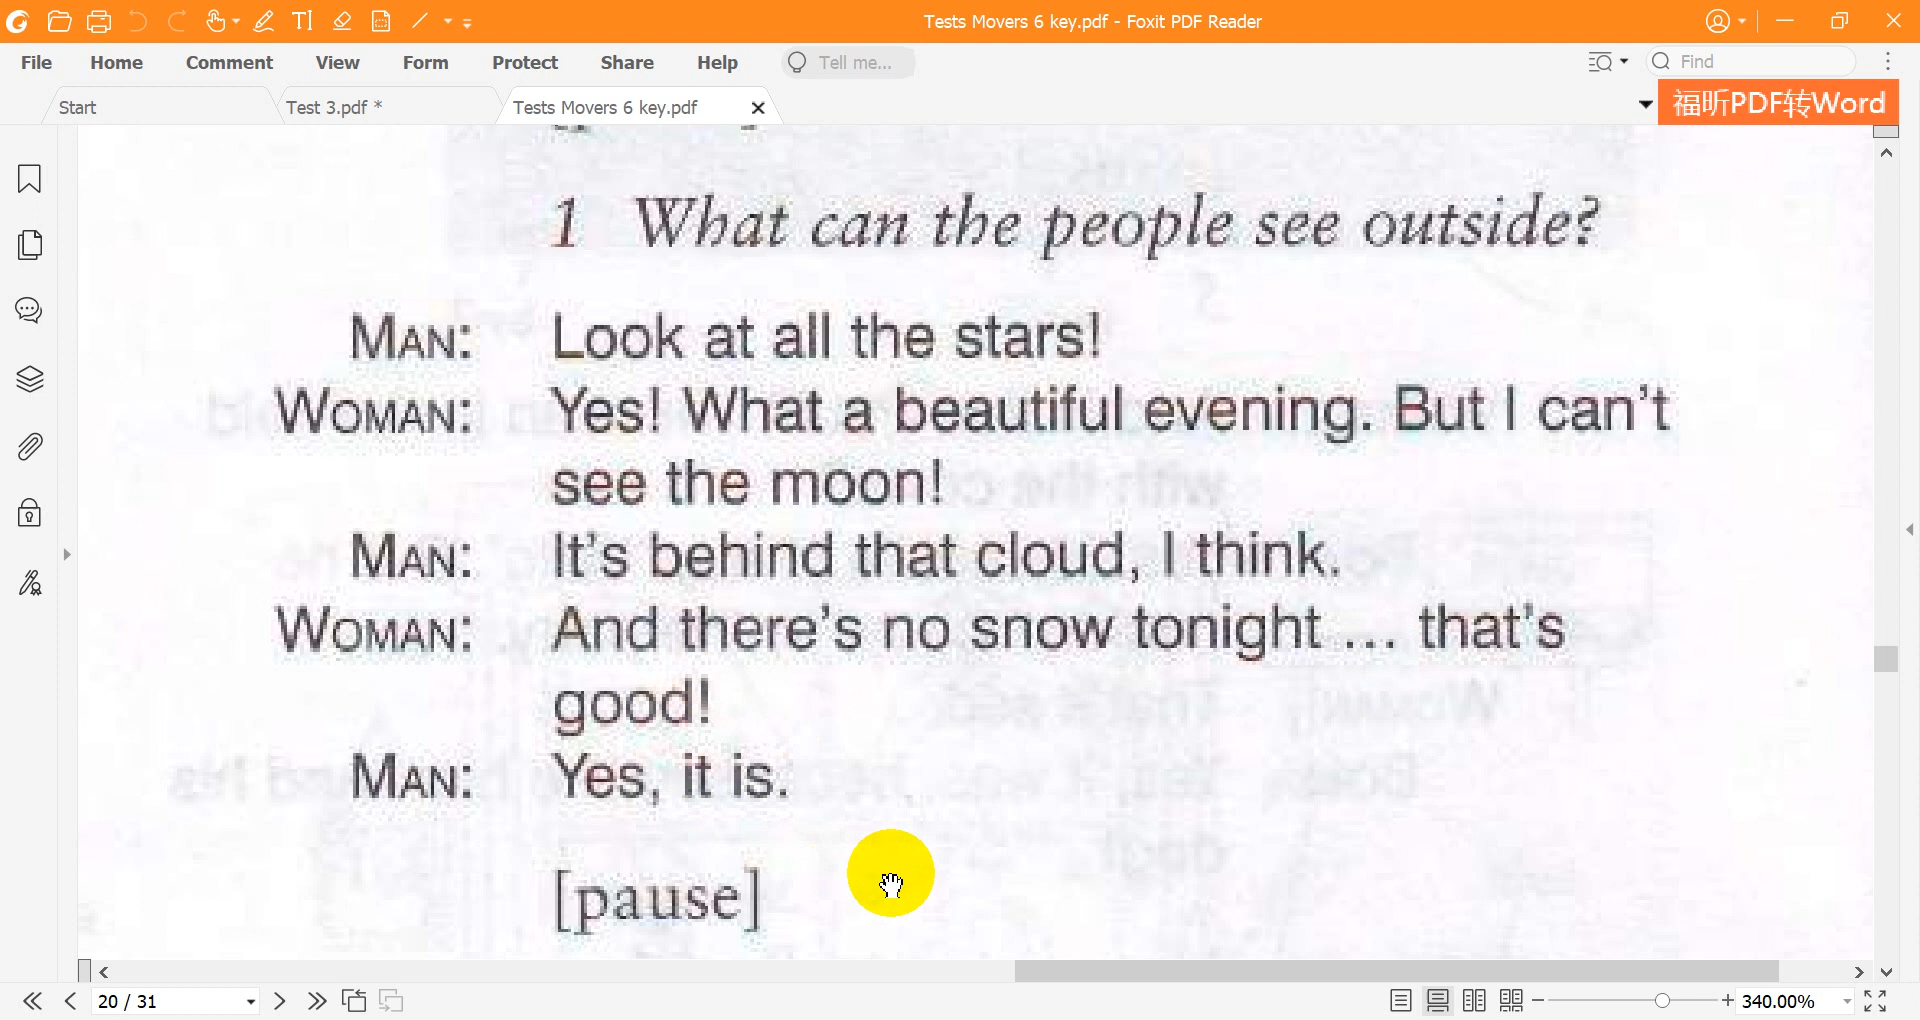 Tests Movers 6 key.pdf - Foxit PDF Reader
File Home Comment View Form Protect Share Help Tell me... Find
Start Test 3.pdf * Tests Movers 6 key.pdf 福昕PDF转Word
1 What can the people see outside?
MAN: Look at all the stars!
WOMAN: Yes! What a beautiful evening. But I can't
see the moon!
MAN: It's behind that cloud, I think.
WOMAN: And there's no snow tonight ... that's
good!
MAN: Yes, it is.
[pause]
20 / 31 340.00%